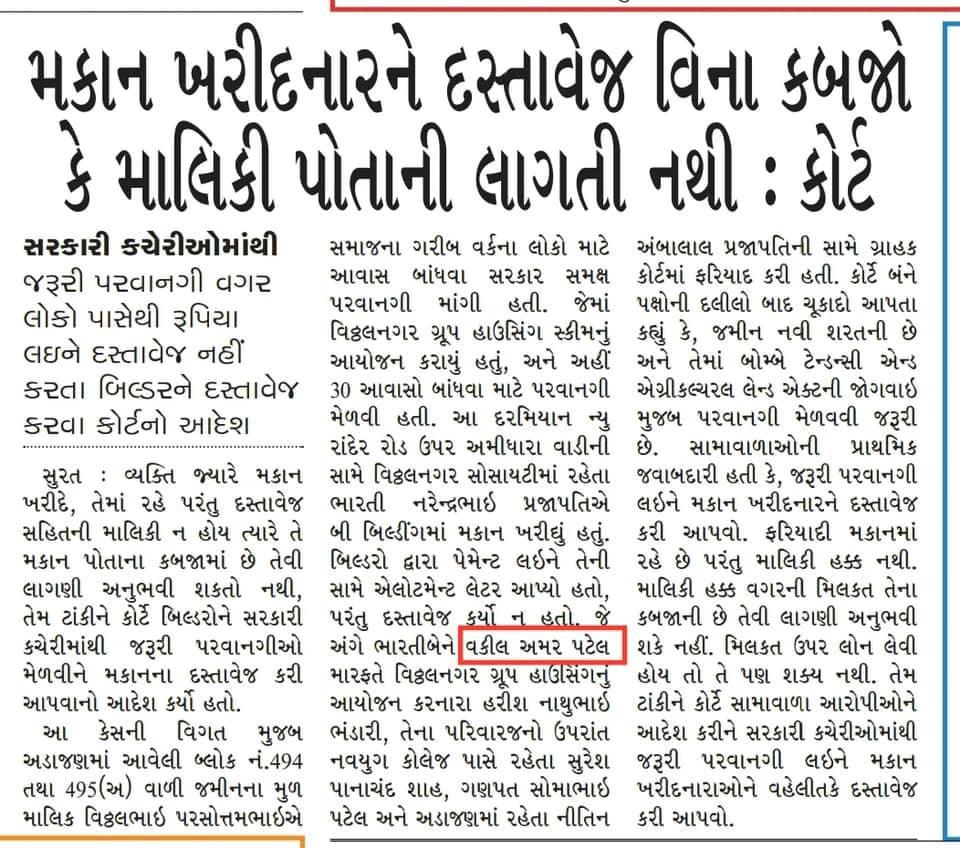 મકાન ખરીદનારને દસ્તાવેજ વિના કબજો
કે માલિકી પોતાની લાગતી નથી : કોર્ટ
સરકારી કચેરીઓમાંથી
જરૂરી પરવાનગી વગર
લોકો પાસેથી રૂપિયા
લઇને દસ્તાવેજ નહીં
કરતા બિલ્ડરને દસ્તાવેજ
કરવા કોર્ટનો આદેશ
સુરત : વ્યક્તિ જ્યારે મકાન
ખરીદે, તેમાં રહે પરંતુ દસ્તાવેજ
સહિતની માલિકી ન હોય ત્યારે તે
મકાન પોતાના કબજામાં છે તેવી
લાગણી અનુભવી શકતો નથી,
તેમ ટાંકીને કોર્ટે બિલ્ડરોને સરકારી
કચેરીમાંથી જરૂરી પરવાનગીઓ
મેળવીને મકાનના દસ્તાવેજ કરી
આપવાનો આદેશ કર્યો હતો.
આ કેસની વિગત મુજબ
અડાજણમાં આવેલી બ્લોક નં.494
તથા 495(અ) વાળી જમીનના મુળ
માલિક વિઠ્ઠલભાઇ પરસોત્તમભાઇએ
સમાજના ગરીબ વર્કના લોકો માટે
આવાસ બાંધવા સરકાર સમક્ષ
પરવાનગી માંગી હતી. જેમાં
વિઠ્ઠલનગર ગ્રૂપ હાઉસિંગ સ્કીમનું
આયોજન કરાયું હતું, અને અહીં
30 આવાસો બાંધવા માટે પરવાનગી
મેળવી હતી. આ દરમિયાન ન્યુ
રાંદેર રોડ ઉપર અમીધારા વાડીની
સામે વિઠ્ઠલનગર સોસાયટીમાં રહેતા
ભારતી નરેન્દ્રભાઇ પ્રજાપતિએ
બી બિલ્ડીંગમાં મકાન ખરીદ્યું હતું.
બિલ્ડરો દ્વારા પેમેન્ટ લઇને તેની
સામે એલોટમેન્ટ લેટર આપ્યો હતો,
પરંતુ દસ્તાવેજ કર્યો ન હતો. જે
અંગે ભારતીબેને વકીલ અમર પટેલ
મારફતે વિઠ્ઠલનગર ગ્રૂપ હાઉસિંગનું
આયોજન કરનારા હરીશ નાથુભાઇ
ભંડારી, તેના પરિવારજનો ઉપરાંત
નવયુગ કોલેજ પાસે રહેતા સુરેશ
પાનાચંદ શાહ, ગણપત સોમાભાઇ
પટેલ અને અડાજણમાં રહેતા નીતિન
અંબાલાલ પ્રજાપતિની સામે ગ્રાહક
કોર્ટમાં ફરિયાદ કરી હતી. કોર્ટે બંને
પક્ષોની દલીલો બાદ ચૂકાદો આપતા
કહ્યું કે, જમીન નવી શરતની છે
અને તેમાં બોમ્બે ટેન્ડન્સી એન્ડ
એગ્રીકલ્ચરલ લેન્ડ એક્ટની જોગવાઇ
મુજબ પરવાનગી મેળવવી જરૂરી
છે. સામાવાળાઓની પ્રાથમિક
જવાબદારી હતી કે, જરૂરી પરવાનગી
લઇને મકાન ખરીદનારને દસ્તાવેજ
કરી આપવો. ફરિયાદી મકાનમાં
રહે છે પરંતુ માલિકી હક્ક નથી.
માલિકી હક્ક વગરની મિલકત તેના
કબજાની છે તેવી લાગણી અનુભવી
શકે નહીં. મિલકત ઉપર લોન લેવી
હોય તો તે પણ શક્ય નથી. તેમ
ટાંકીને કોર્ટે સામાવાળા આરોપીઓને
આદેશ કરીને સરકારી કચેરીઓમાંથી
જરૂરી પરવાનગી લઇને મકાન
ખરીદનારાઓને વહેલીતકે દસ્તાવેજ
કરી આપવો.